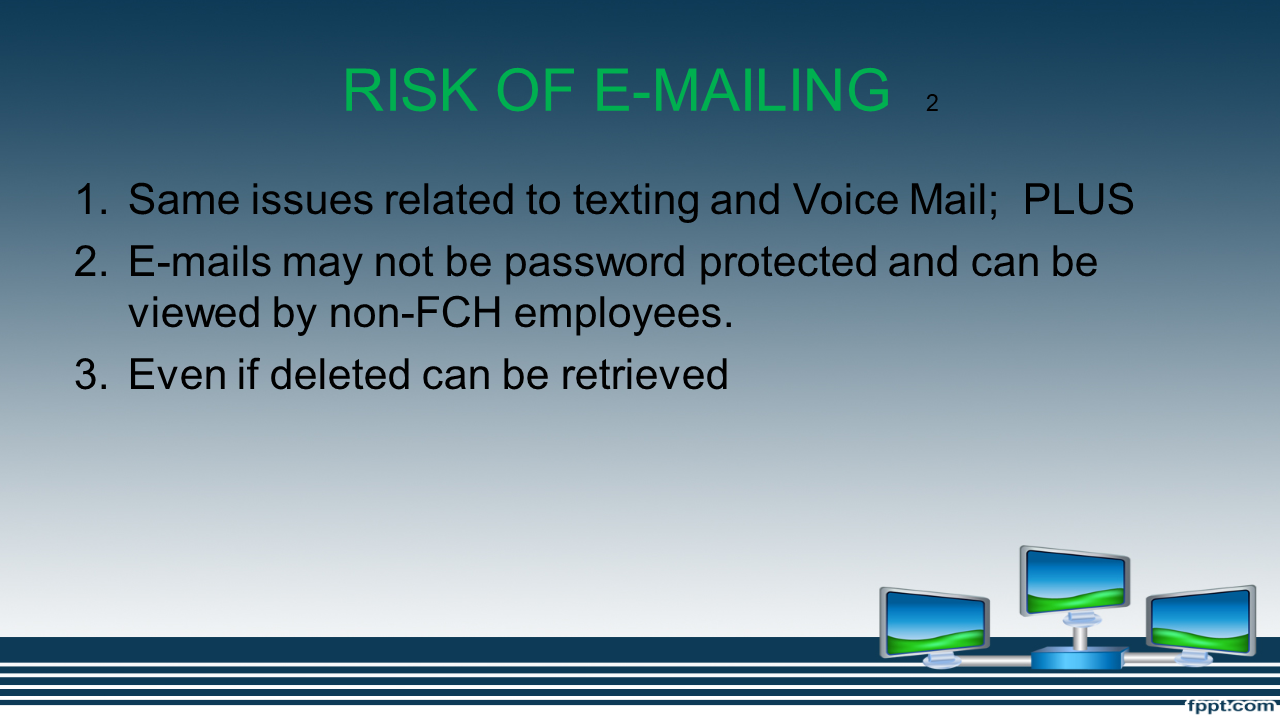 RISK OF E-MAILING 2
1. Same issues related to texting and Voice Mail; PLUS
2. E-mails may not be password protected and can be
viewed by non-FCH employees.
3. Even if deleted can be retrieved
fppt.com